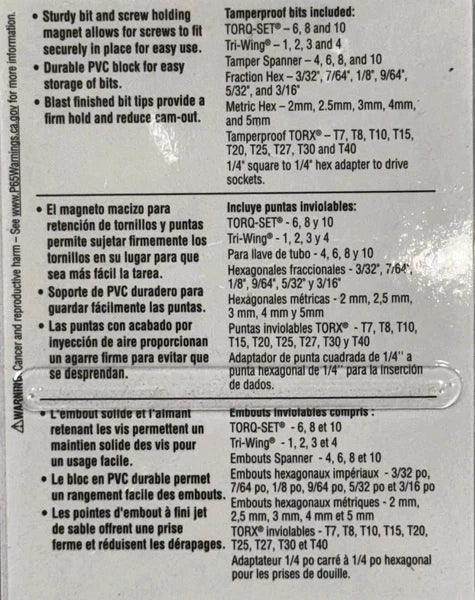 • Sturdy bit and screw holding
magnet allows for screws to fit
securely in place for easy use.
• Durable PVC block for easy
storage of bits.
• Blast finished bit tips provide a
firm hold and reduce cam-out.
Tamperproof bits included:
TORQ-SET® – 6, 8 and 10
Tri-Wing® – 1, 2, 3 and 4
Tamper Spanner – 4, 6, 8, and 10
Fraction Hex – 3/32", 7/64", 1/8", 9/64",
5/32", and 3/16"
Metric Hex – 2mm, 2.5mm, 3mm, 4mm,
and 5mm
Tamperproof TORX® – T7, T8, T10, T15,
T20, T25, T27, T30 and T40
1/4" square to 1/4" hex adapter to drive
sockets.
• El magneto macizo para
retención de tornillos y puntas
permite sujetar firmemente los
tornillos en su lugar para que
sea más fácil la tarea.
• Soporte de PVC duradero para
guardar fácilmente las puntas.
• Las puntas con acabado por
inyección de aire proporcionan
un agarre firme para evitar que
se desprendan.
Incluye puntas inviolables:
TORQ-SET® - 6, 8 y 10
Tri-Wing® - 1, 2, 3 y 4
Para llave de tubo - 4, 6, 8 y 10
Hexagonales fraccionales - 3/32", 7/64",
1/8", 9/64", 5/32" y 3/16"
Hexagonales métricas - 2 mm, 2,5 mm,
3 mm, 4 mm y 5mm
Puntas inviolables TORX® - T7, T8, T10,
T15, T20, T25, T27, T30 y T40
Adaptador de punta cuadrada de 1/4" a
punta hexagonal de 1/4" para la inserción
de dados.
• L'embout solide et l'aimant
retenant les vis permettent un
maintien solide des vis pour
un usage facile.
• Le bloc en PVC durable permet
un rangement facile des embouts.
• Les pointes d'embout à fini jet
de sable offrent une prise
ferme et réduisent les dérapages.
Embouts inviolables compris :
TORQ-SET® - 6, 8 et 10
Tri-Wing® - 1, 2, 3 et 4
Embouts Spanner - 4, 6, 8 et 10
Embouts hexagonaux impériaux - 3/32 po,
7/64 po, 1/8 po, 9/64 po, 5/32 po et 3/16 po
Embouts hexagonaux métriques - 2 mm,
2,5 mm, 3 mm, 4 mm et 5 mm
TORX® inviolables - T7, T8, T10, T15, T20,
T25, T27, T30 et T40
Adaptateur 1/4 po carré à 1/4 po hexagonal
pour les prises de douille.
⚠WARNING: Cancer and reproductive harm – See www.P65Warnings.ca.gov for more information.